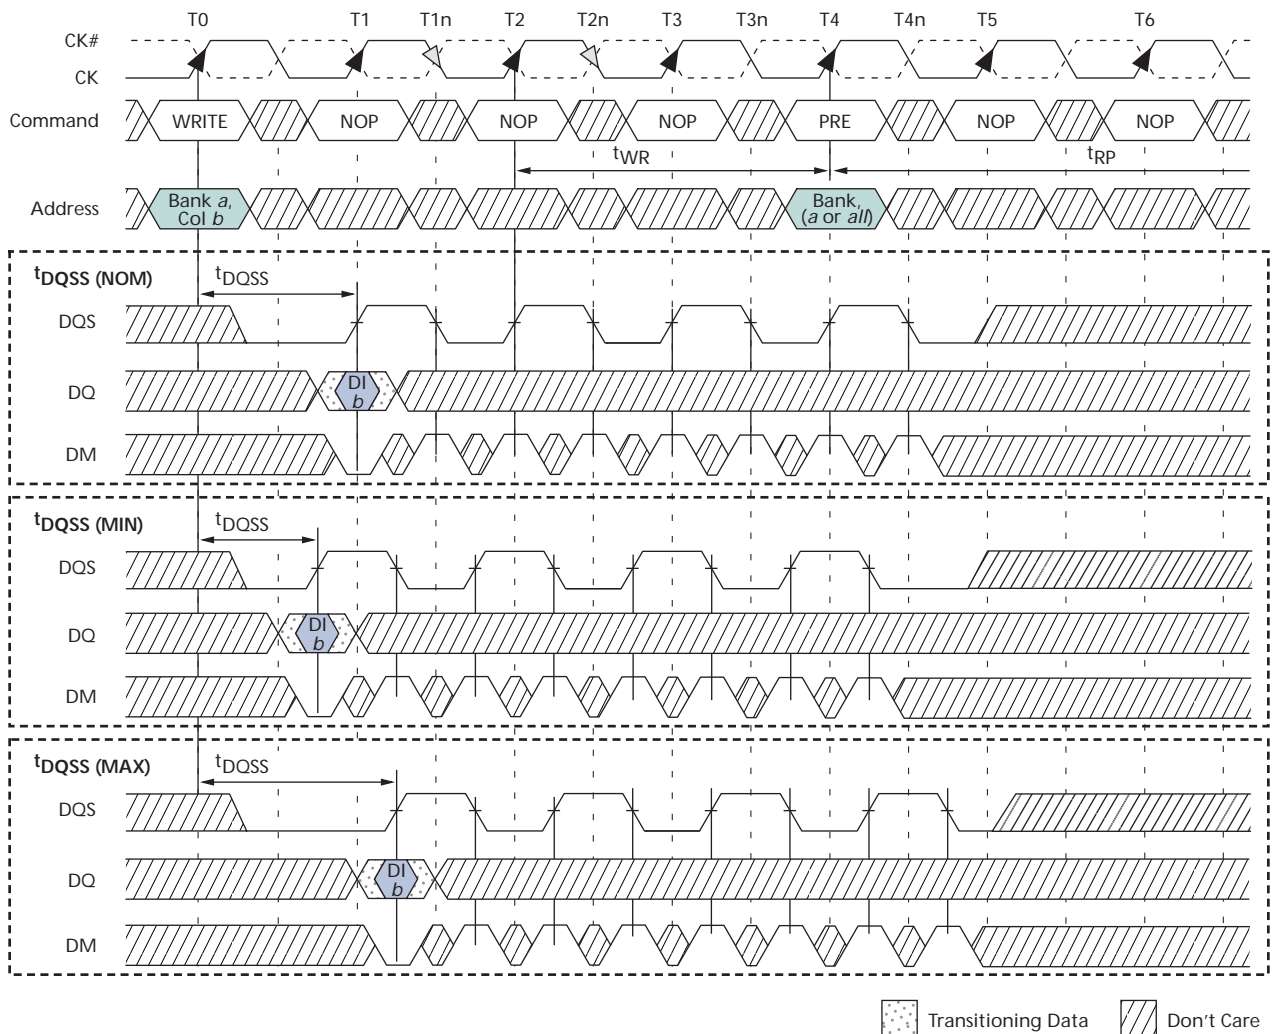 T0 T1 T1n T2 T2n T3 T3n T4 T4n T5 T6
CK#
CK
Command WRITE NOP NOP NOP PRE NOP NOP
tWR tRP
Address Bank a, Col b Bank, (a or all)
tDQSS (NOM) tDQSS
DQS
DQ DI b
DM
tDQSS (MIN) tDQSS
DQS
DQ DI b
DM
tDQSS (MAX) tDQSS
DQS
DQ DI b
DM
Transitioning Data Don't Care